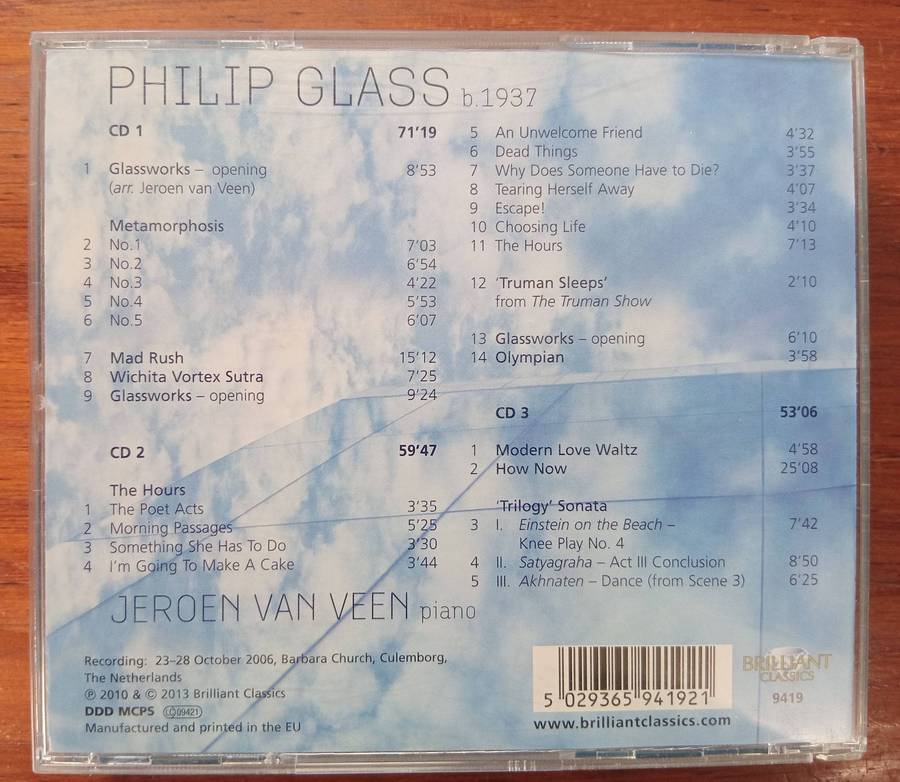 PHILIP GLASS b.1937
CD 1 71'19
1 Glassworks – opening 8'53
(arr. Jeroen van Veen)
Metamorphosis
2 No.1 7'03
3 No.2 6'54
4 No.3 4'22
5 No.4 5'53
6 No.5 6'07
7 Mad Rush 15'12
8 Wichita Vortex Sutra 7'25
9 Glassworks – opening 9'24
CD 2 59'47
The Hours
1 The Poet Acts 3'35
2 Morning Passages 5'25
3 Something She Has To Do 3'30
4 I'm Going To Make A Cake 3'44
5 An Unwelcome Friend 4'32
6 Dead Things 3'55
7 Why Does Someone Have to Die? 3'37
8 Tearing Herself Away 4'07
9 Escape! 3'34
10 Choosing Life 4'10
11 The Hours 7'13
12 'Truman Sleeps' 2'10
from The Truman Show
13 Glassworks – opening 6'10
14 Olympian 3'58
CD 3 53'06
1 Modern Love Waltz 4'58
2 How Now 25'08
'Trilogy' Sonata
3 I. Einstein on the Beach – 7'42
Knee Play No. 4
4 II. Satyagraha – Act III Conclusion 8'50
5 III. Akhnaten – Dance (from Scene 3) 6'25
JEROEN VAN VEEN piano
Recording: 23–28 October 2006, Barbara Church, Culemborg,
The Netherlands
℗ 2010 & © 2013 Brilliant Classics
DDD MCPS LC 09421
Manufactured and printed in the EU
5 029365 941921
www.brilliantclassics.com
BRILLIANT
CLASSICS
9419